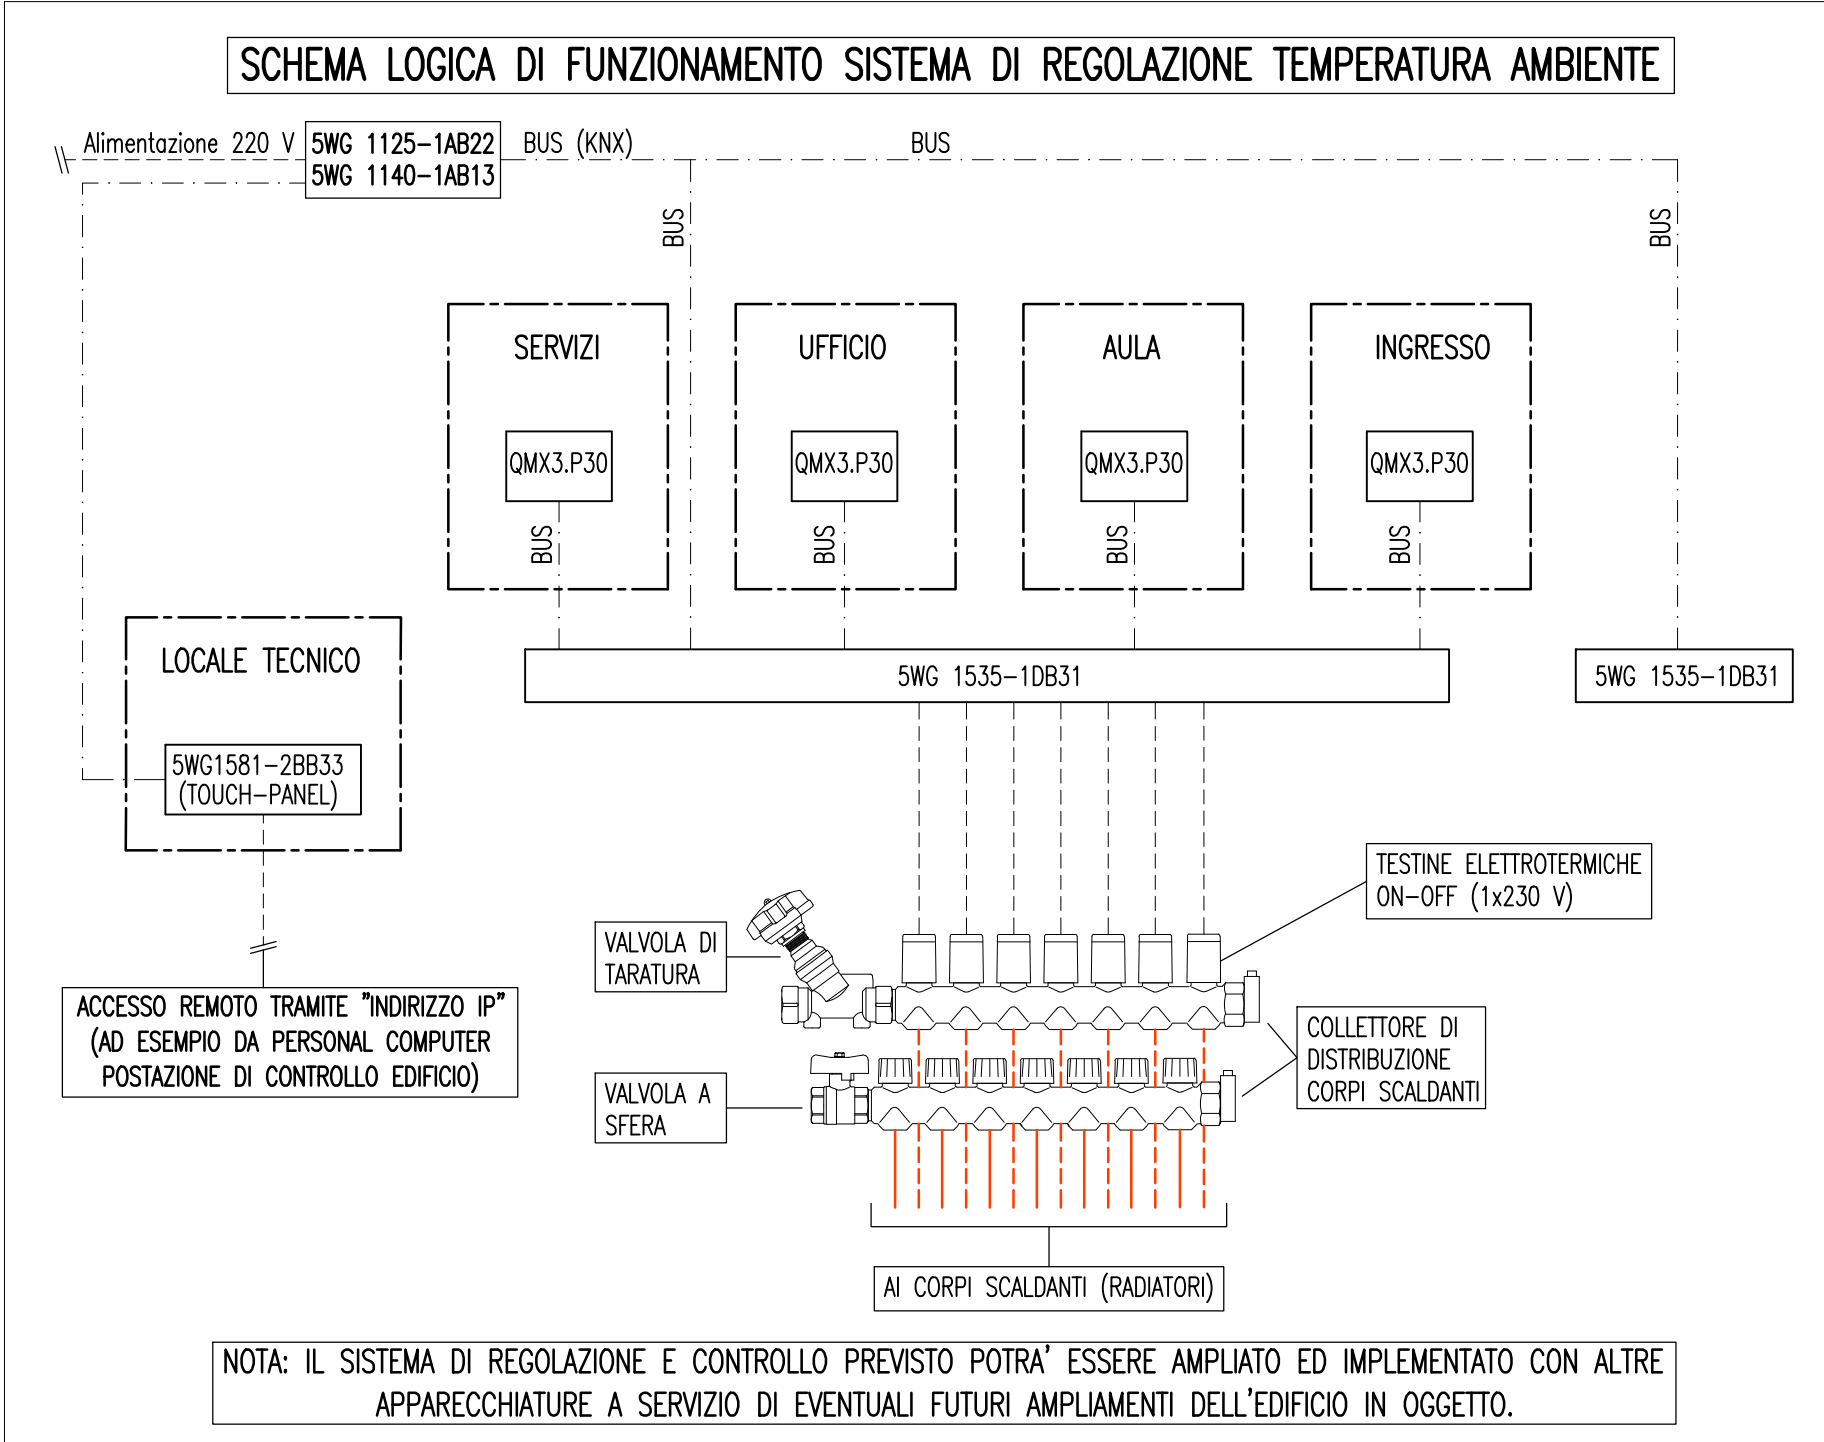 SCHEMA LOGICA DI FUNZIONAMENTO SISTEMA DI REGOLAZIONE TEMPERATURA AMBIENTE
Alimentazione 220 V
5WG 1125-1AB22
5WG 1140-1AB13
BUS (KNX)
BUS
BUS
BUS
SERVIZI
UFFICIO
AULA
INGRESSO
QMX3.P30
QMX3.P30
QMX3.P30
QMX3.P30
BUS
BUS
BUS
BUS
LOCALE TECNICO
5WG 1535-1DB31
5WG 1535-1DB31
5WG1581-2BB33
(TOUCH-PANEL)
TESTINE ELETTROTERMICHE
ON-OFF (1x230 V)
VALVOLA DI
TARATURA
ACCESSO REMOTO TRAMITE "INDIRIZZO IP"
(AD ESEMPIO DA PERSONAL COMPUTER
POSTAZIONE DI CONTROLLO EDIFICIO)
COLLETTORE DI
DISTRIBUZIONE
CORPI SCALDANTI
VALVOLA A
SFERA
AI CORPI SCALDANTI (RADIATORI)
NOTA: IL SISTEMA DI REGOLAZIONE E CONTROLLO PREVISTO POTRA' ESSERE AMPLIATO ED IMPLEMENTATO CON ALTRE
APPARECCHIATURE A SERVIZIO DI EVENTUALI FUTURI AMPLIAMENTI DELL'EDIFICIO IN OGGETTO.